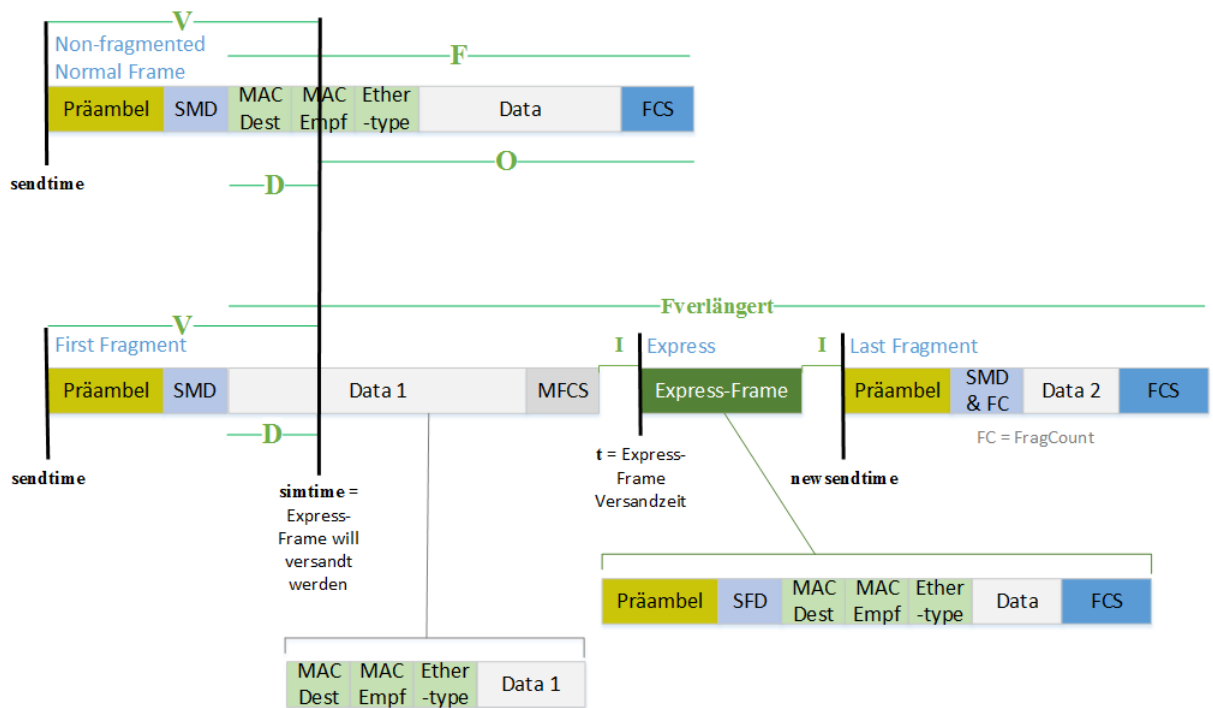 V
Non-fragmented
Normal Frame
F
Präambel SMD MAC Dest MAC Empf Ether-type Data FCS
O
sendtime
D
Fverlängert
V
First Fragment
I
Express
I
Last Fragment
Präambel SMD Data 1 MFCS Express-Frame Präambel SMD & FC Data 2 FCS
D
FC = FragCount
sendtime
simtime =
Express-
Frame will
versandt
werden
t = Express-
Frame
Versandzeit
newsendtime
Präambel SFD MAC Dest MAC Empf Ether-type Data FCS
MAC Dest MAC Empf Ether-type Data 1